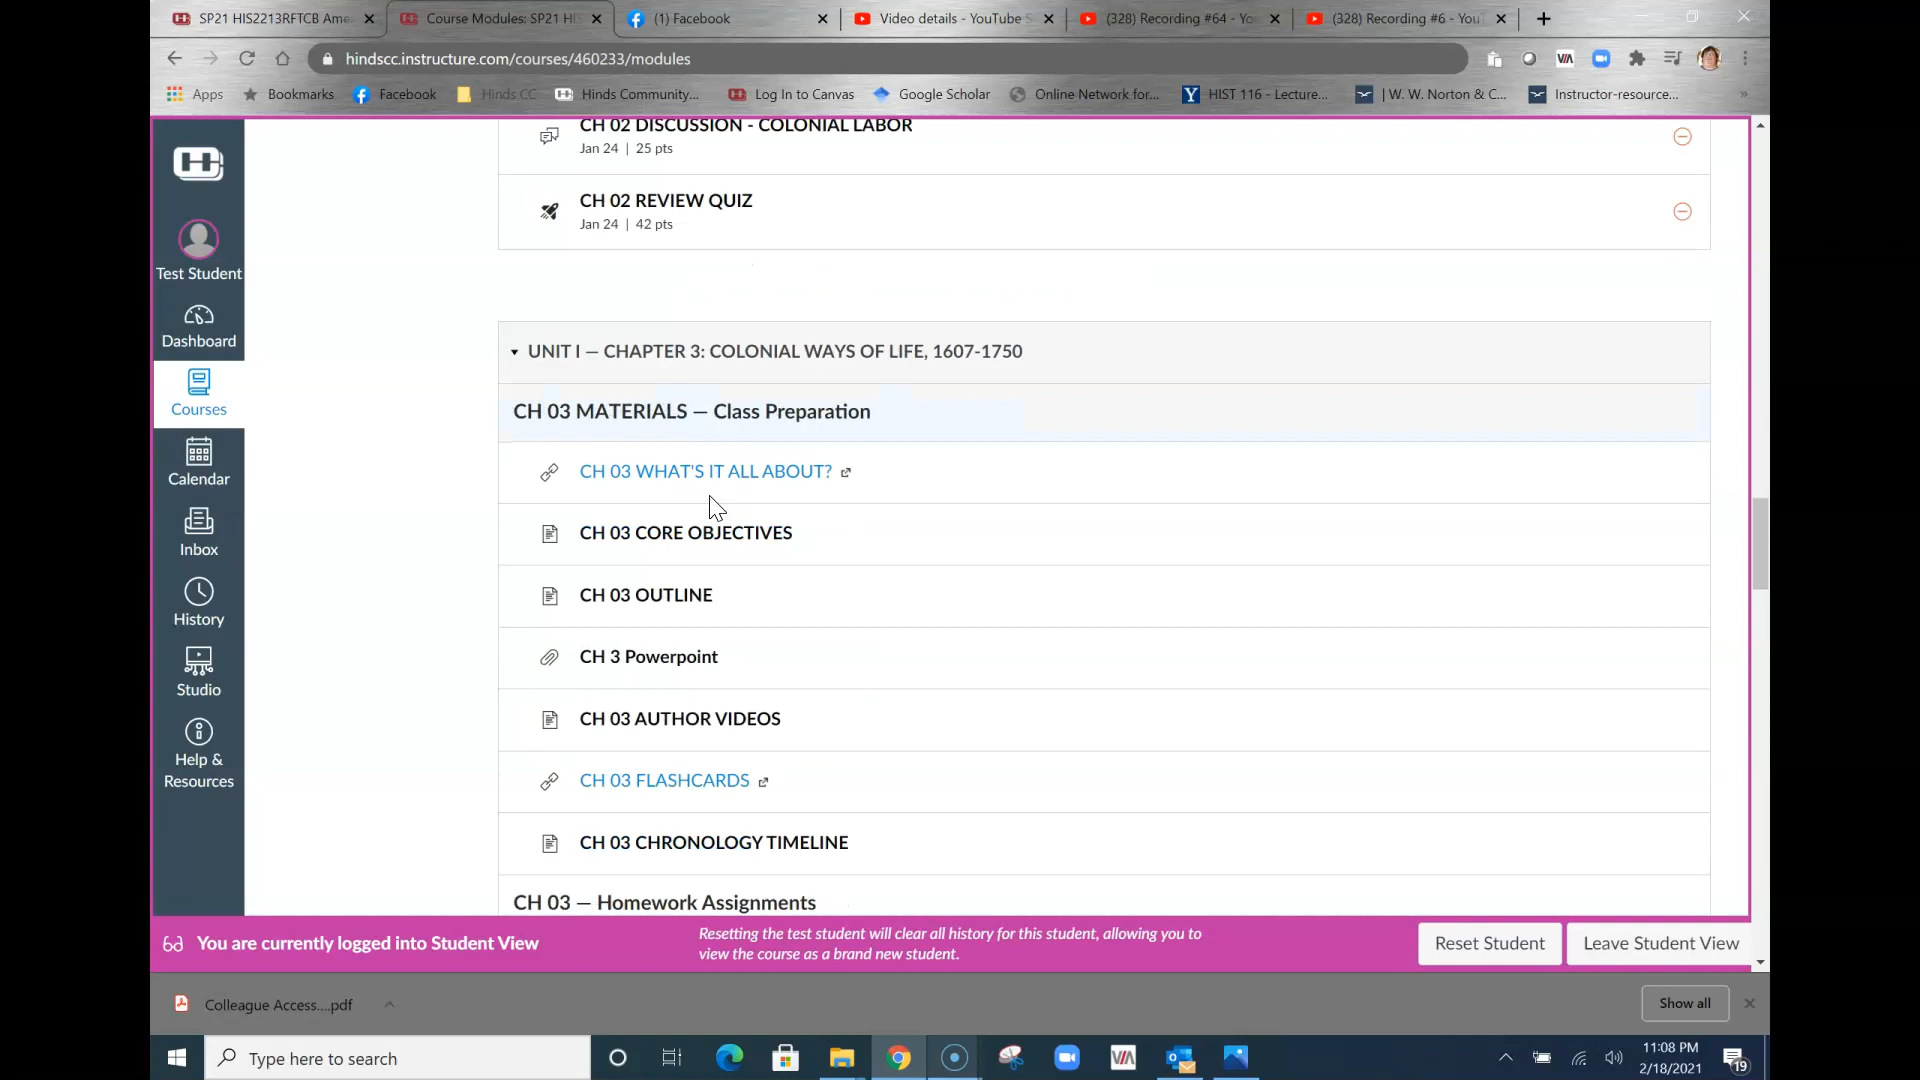 SP21 HIS2213RFTCB Ame
Course Modules: SP21 HI
(1) Facebook
Video details - YouTube S
(328) Recording #64 - Yo
(328) Recording #6 - You
hindscc.instructure.com/courses/460233/modules
Apps
Bookmarks
Facebook
Hinds CC
Hinds Community...
Log In to Canvas
Google Scholar
Online Network for...
HIST 116 - Lecture...
| W. W. Norton & C...
Instructor-resource...
»
CH 02 DISCUSSION - COLONIAL LABOR
Jan 24 | 25 pts
CH 02 REVIEW QUIZ
Jan 24 | 42 pts
Test Student
Dashboard
Courses
Calendar
Inbox
History
Studio
Help &
Resources
UNIT I — CHAPTER 3: COLONIAL WAYS OF LIFE, 1607-1750
CH 03 MATERIALS — Class Preparation
CH 03 WHAT'S IT ALL ABOUT?
CH 03 CORE OBJECTIVES
CH 03 OUTLINE
CH 3 Powerpoint
CH 03 AUTHOR VIDEOS
CH 03 FLASHCARDS
CH 03 CHRONOLOGY TIMELINE
CH 03 — Homework Assignments
You are currently logged into Student View
Resetting the test student will clear all history for this student, allowing you to
view the course as a brand new student.
Reset Student
Leave Student View
Colleague Access....pdf
Show all
Type here to search
11:08 PM
2/18/2021
19